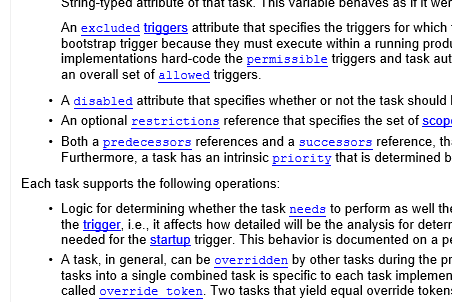 String-typed attribute of that task. This variable behaves as if it wer
An excluded triggers attribute that specifies the triggers for which
bootstrap trigger because they must execute within a running produ
implementations hard-code the permissible triggers and task aut
an overall set of allowed triggers.
• A disabled attribute that specifies whether or not the task should
• An optional restrictions reference that specifies the set of scop
• Both a predecessors references and a successors reference, tha
Furthermore, a task has an intrinsic priority that is determined b
Each task supports the following operations:
• Logic for determining whether the task needs to perform as well the
the trigger, i.e., it affects how detailed will be the analysis for deter
needed for the startup trigger. This behavior is documented on a pe
• A task, in general, can be overridden by other tasks during the pr
tasks into a single combined task is specific to each task implemen
called override token. Two tasks that yield equal override token